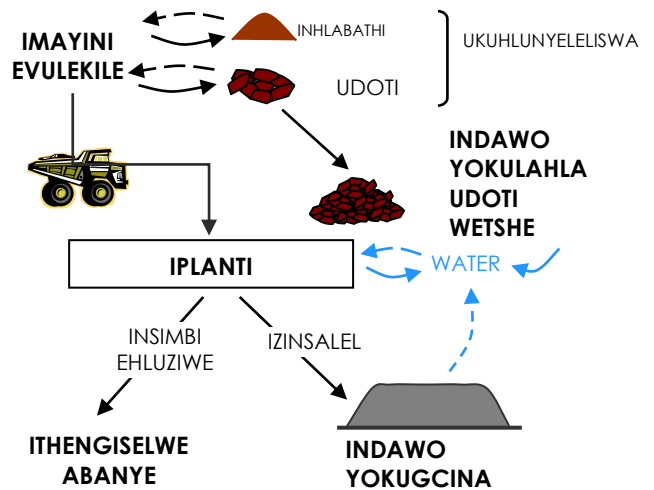 IMAYINI
EVULEKILE
INHLABATHI
UKUHLUNYELELISWA
UDOTI
INDAWO
YOKULAHLA
UDOTI
WETSHE
IPLANTI
WATER
INSIMBI
EHLUZIWE
IZINSALEL
ITHENGISELWE
ABANYE
INDAWO
YOKUGCINA